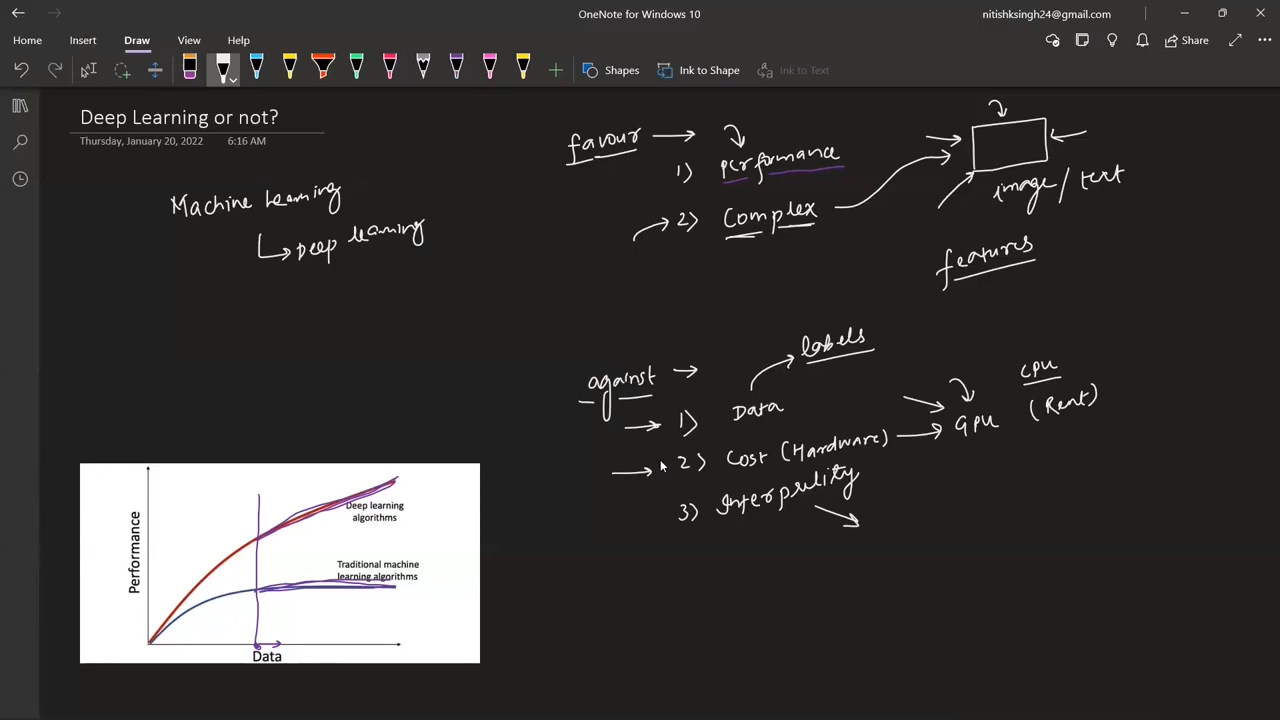 OneNote for Windows 10
nitishksingh24@gmail.com
Home
Insert
Draw
View
Help
Share
Shapes
Ink to Shape
Ink to Text
Deep Learning or not?
Thursday, January 20, 2022
6:16 AM
Machine Learning
Deep learning
favour
1) Performance
2) Complex
image/text
features
against
labels
1) Data
2) Cost (Hardware)
GPU
CPU
(Rent)
3) Interprelity
Performance
Deep learning
algorithms
Traditional machine
learning algorithms
Data